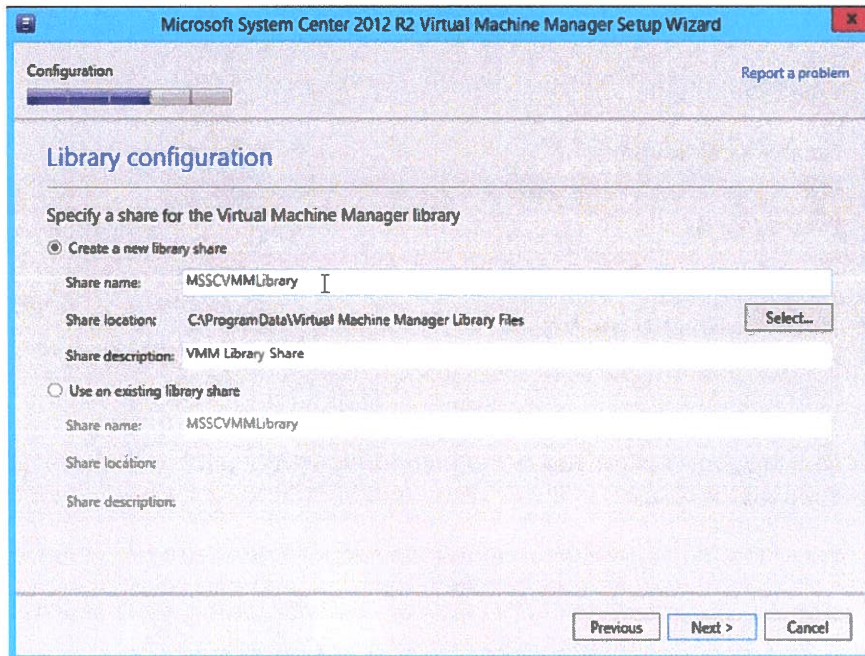 Microsoft System Center 2012 R2 Virtual Machine Manager Setup Wizard
x
Configuration
Report a problem
Library configuration
Specify a share for the Virtual Machine Manager library
Create a new library share
Share name: MSSCVMMLibrary
Share location: C:\ProgramData\Virtual Machine Manager Library Files Select...
Share description: VMM Library Share
Use an existing library share
Share name: MSSCVMMLibrary
Share location:
Share description:
Previous Next > Cancel